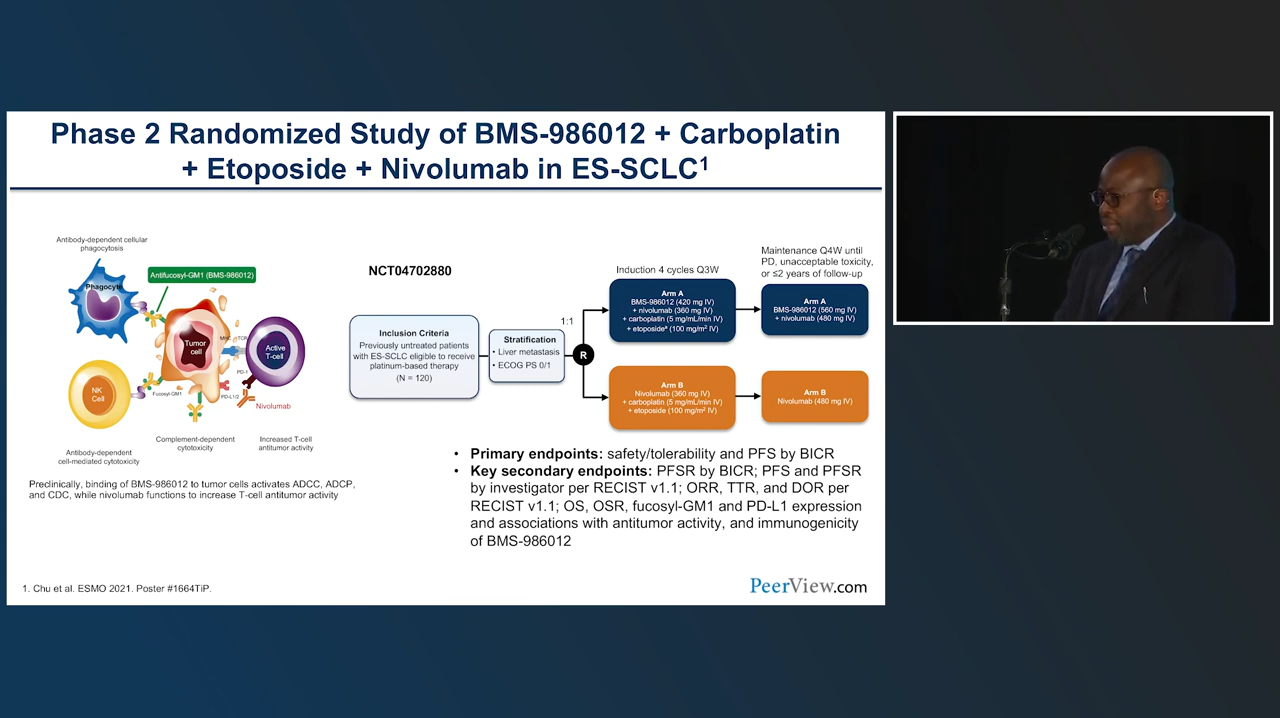 Phase 2 Randomized Study of BMS-986012 + Carboplatin
+ Etoposide + Nivolumab in ES-SCLC1
Antibody-dependent cellular
phagocytosis
Antifucosyl-GM1 (BMS-986012)
Phagocyte
Tumor
cell
MHC
TCR
Active
T-cell
PD-1
NK
Cell
Fucosyl-GM1
PD-L1/2
Nivolumab
Complement-dependent
cytotoxicity
Increased T-cell
antitumor activity
Antibody-dependent
cell-mediated cytotoxicity
Preclinically, binding of BMS-986012 to tumor cells activates ADCC, ADCP,
and CDC, while nivolumab functions to increase T-cell antitumor activity
NCT04702880
Inclusion Criteria
Previously untreated patients
with ES-SCLC eligible to receive
platinum-based therapy
(N = 120)
Stratification
• Liver metastasis
• ECOG PS 0/1
1:1
R
Induction 4 cycles Q3W
Arm A
BMS-986012 (420 mg IV)
+ nivolumab (360 mg IV)
+ carboplatin (5 mg/mL/min IV)
+ etoposideª (100 mg/m² IV)
Maintenance Q4W until
PD, unacceptable toxicity,
or ≤2 years of follow-up
Arm A
BMS-986012 (560 mg IV)
+ nivolumab (480 mg IV)
Arm B
Nivolumab (360 mg IV)
+ carboplatin (5 mg/mL/min IV)
+ etoposide (100 mg/m² IV)
Arm B
Nivolumab (480 mg IV)
• Primary endpoints: safety/tolerability and PFS by BICR
• Key secondary endpoints: PFSR by BICR; PFS and PFSR
by investigator per RECIST v1.1; ORR, TTR, and DOR per
RECIST v1.1; OS, OSR, fucosyl-GM1 and PD-L1 expression
and associations with antitumor activity, and immunogenicity
of BMS-986012
1. Chu et al. ESMO 2021. Poster #1664TiP.
PeerView.com